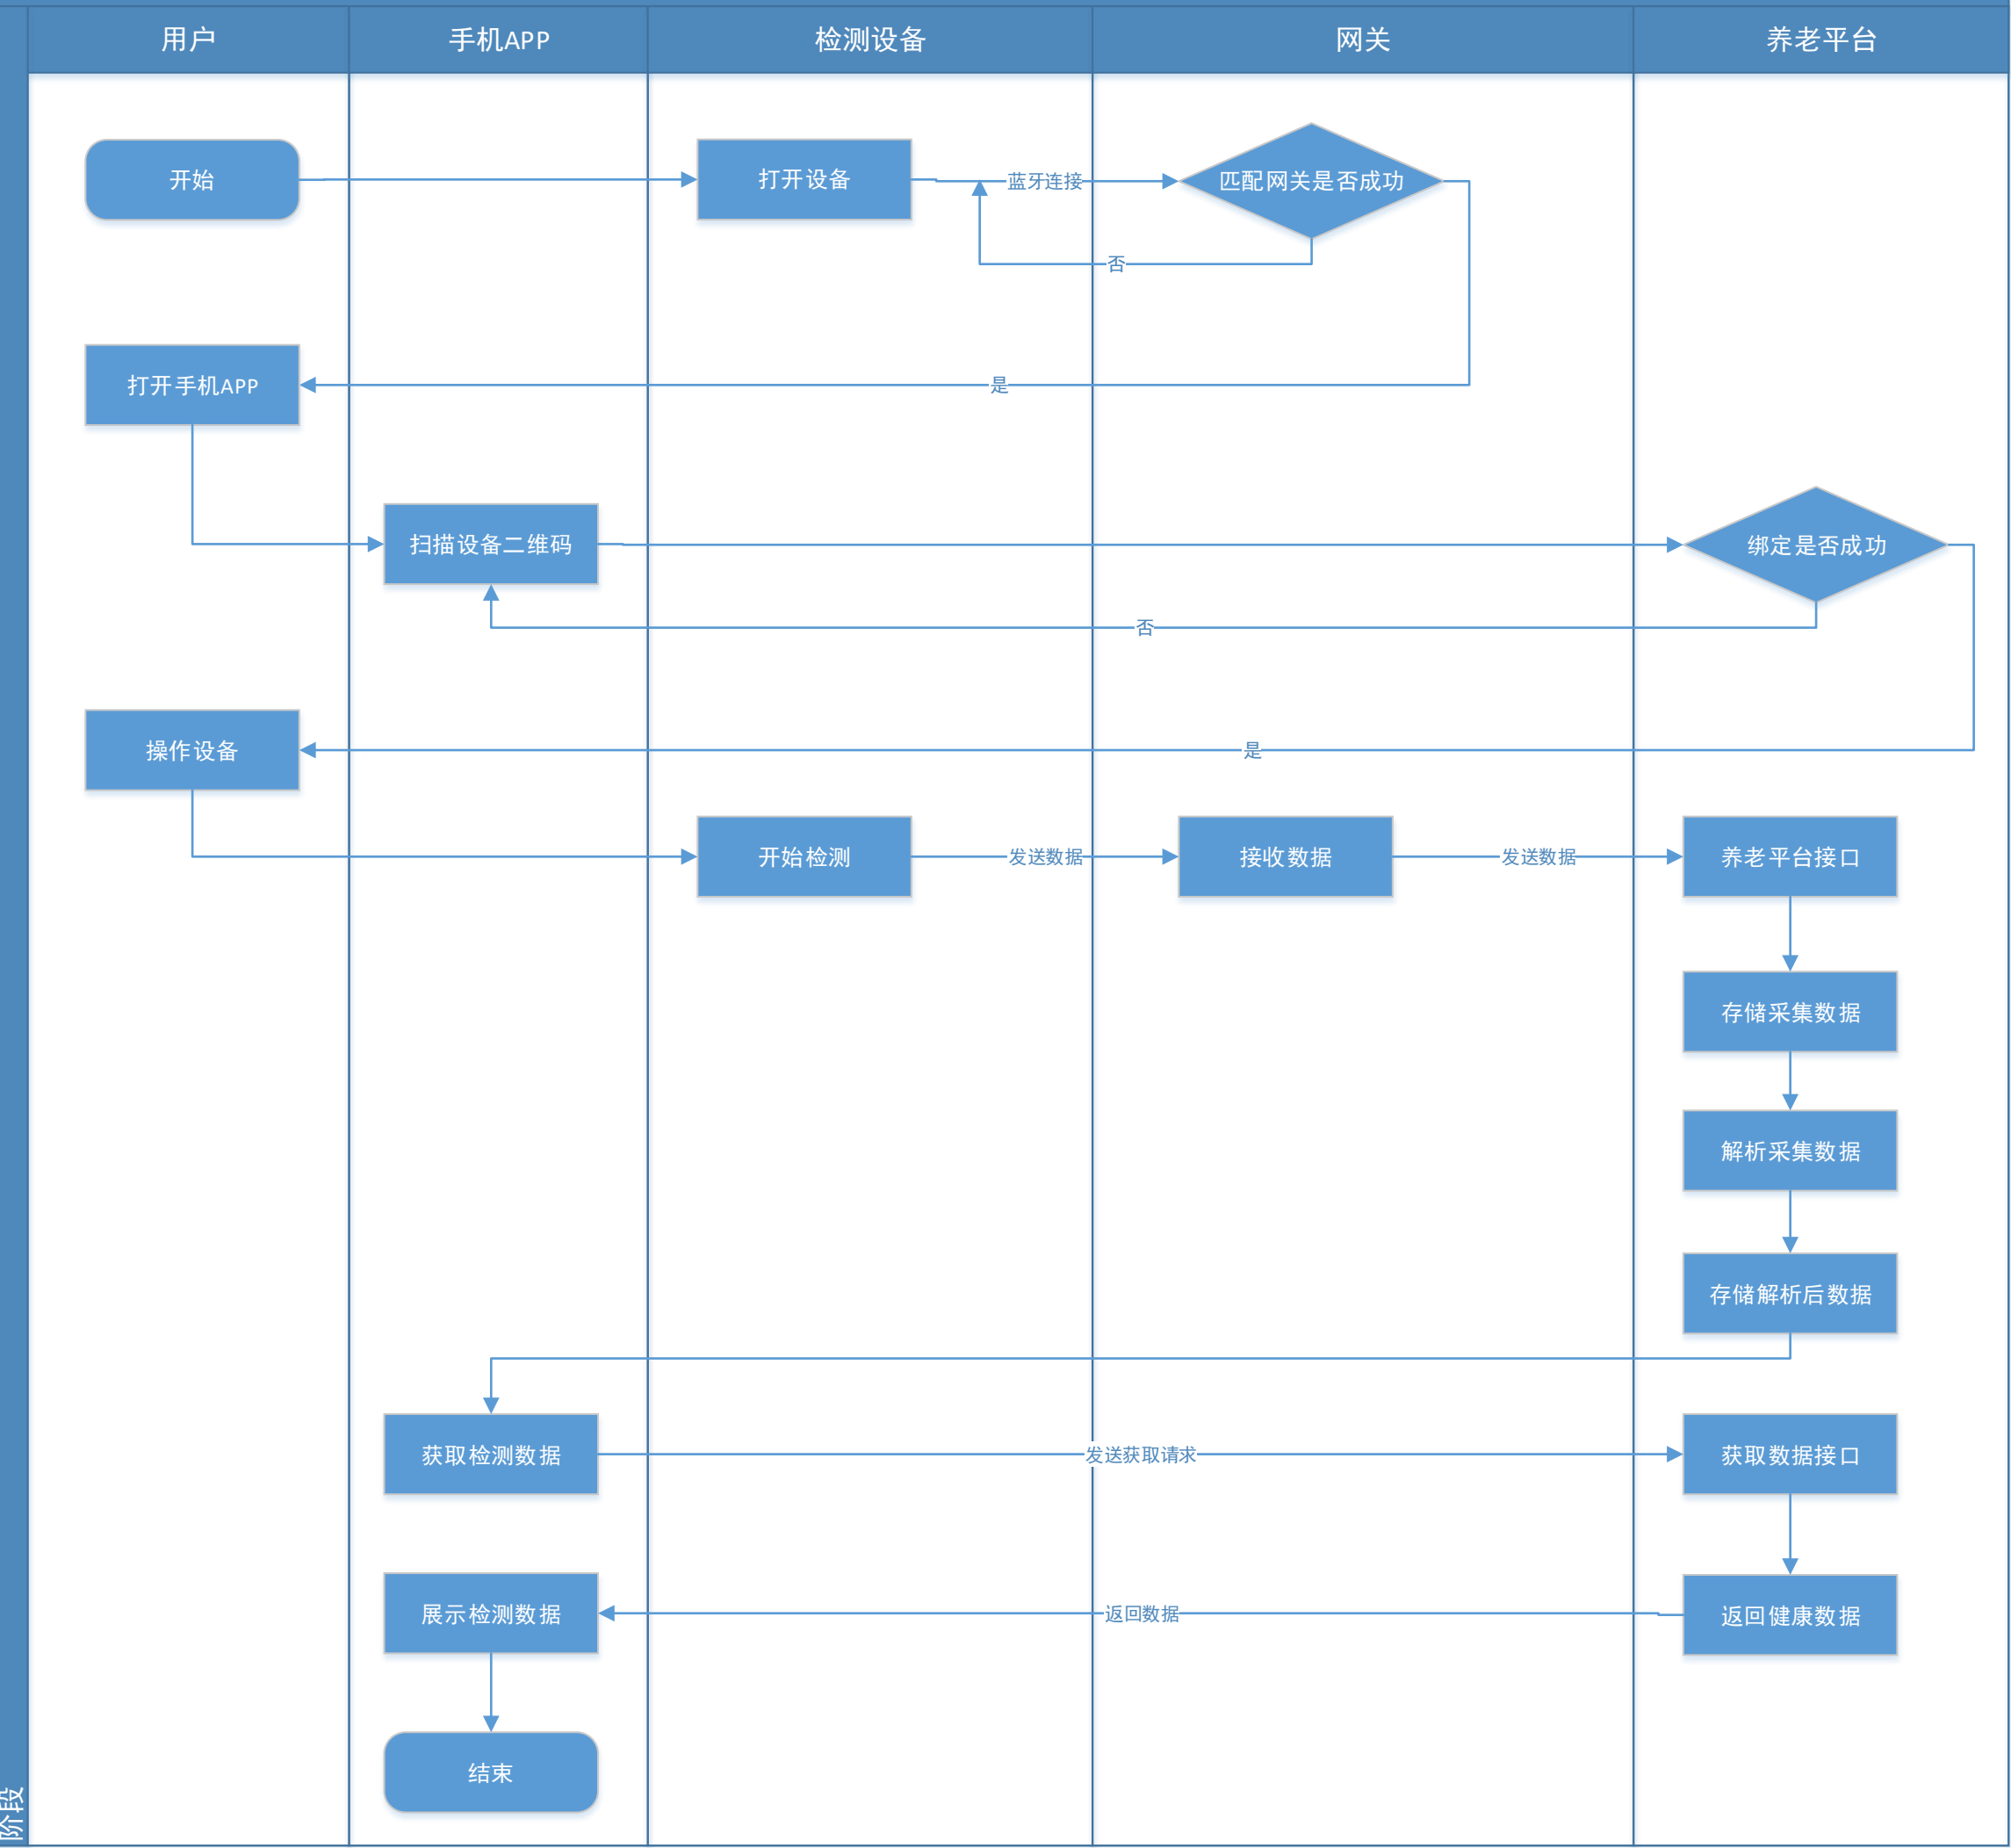 用户
手机APP
检测设备
网关
养老平台
开始
打开设备
蓝牙连接
匹配网关是否成功
否
打开手机APP
是
扫描设备二维码
绑定是否成功
否
操作设备
是
开始检测
发送数据
接收数据
发送数据
养老平台接口
存储采集数据
解析采集数据
存储解析后数据
获取检测数据
发送获取请求
获取数据接口
展示检测数据
返回数据
返回健康数据
结束
阶段